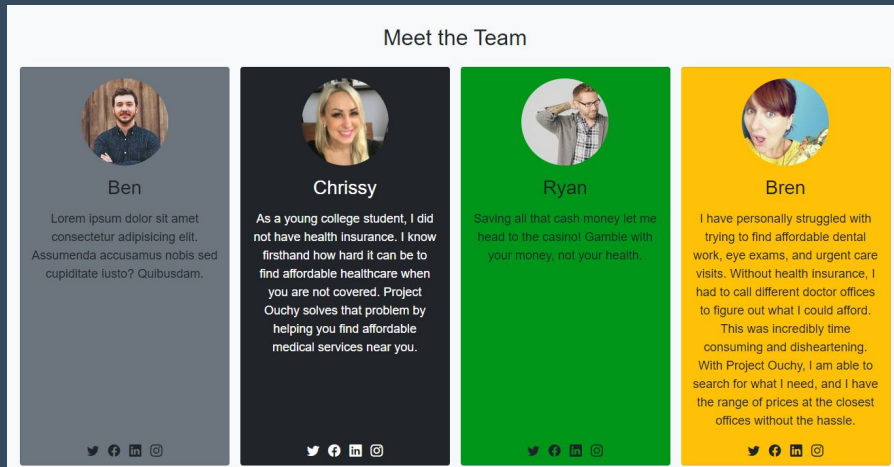 Meet the Team
Ben
Lorem ipsum dolor sit amet
consectetur adipisicing elit.
Assumenda accusamus nobis sed
cupiditate iusto? Quibusdam.
Chrissy
As a young college student, I did
not have health insurance. I know
firsthand how hard it can be to
find affordable healthcare when
you are not covered. Project
Ouchy solves that problem by
helping you find affordable
medical services near you.
Ryan
Saving all that cash money let me
head to the casino! Gamble with
your money, not your health.
Bren
I have personally struggled with
trying to find affordable dental
work, eye exams, and urgent care
visits. Without health insurance, I
had to call different doctor offices
to figure out what I could afford.
This was incredibly time
consuming and disheartening.
With Project Ouchy, I am able to
search for what I need, and I have
the range of prices at the closest
offices without the hassle.